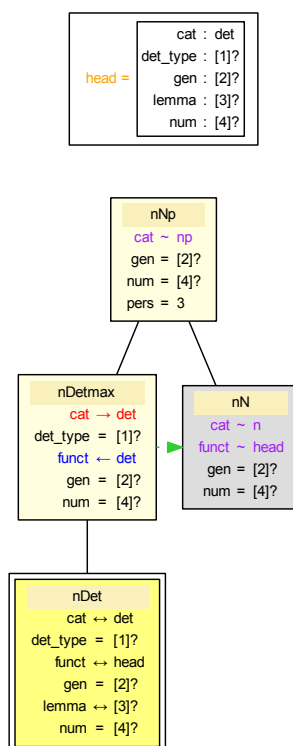 cat : det
det_type : [1]?
head = gen : [2]?
lemma : [3]?
num : [4]?
nNp
cat ~ np
gen = [2]?
num = [4]?
pers = 3
nDetmax
cat → det
det_type = [1]?
funct ← det
gen = [2]?
num = [4]?
nN
cat ~ n
funct ~ head
gen = [2]?
num = [4]?
nDet
cat ↔ det
det_type = [1]?
funct ↔ head
gen = [2]?
lemma ↔ [3]?
num = [4]?